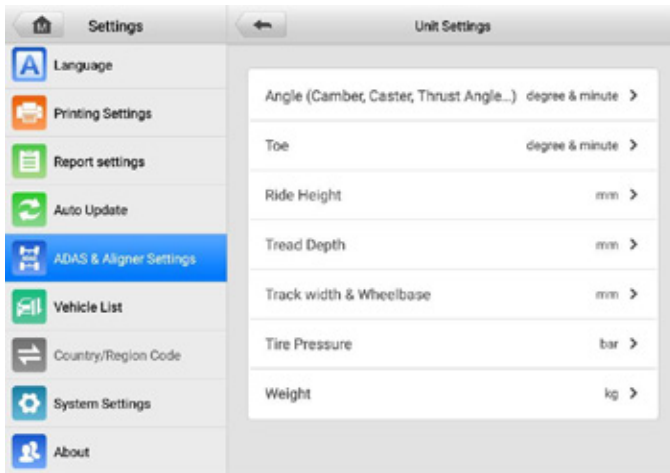 Settings
Unit Settings
Language
Printing Settings
Report settings
Auto Update
ADAS & Aligner Settings
Vehicle List
Country/Region Code
System Settings
About
Angle (Camber, Caster, Thrust Angle...) degree & minute
Toe degree & minute
Ride Height mm
Tread Depth mm
Track width & Wheelbase mm
Tire Pressure bar
Weight kg